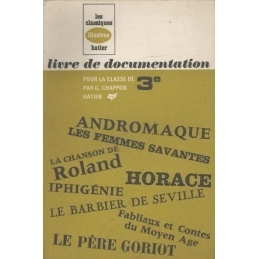 les
classiques
illustrés
hatier
livre de documentation
POUR LA CLASSE DE 3e
PAR G. CHAPPON
HATIER
ANDROMAQUE
LES FEMMES SAVANTES
LA CHANSON DE
Roland
HORACE
IPHIGÉNIE
LE BARBIER DE SEVILLE
Fabliaux et Contes
du Moyen Age
LE PÈRE GORIOT